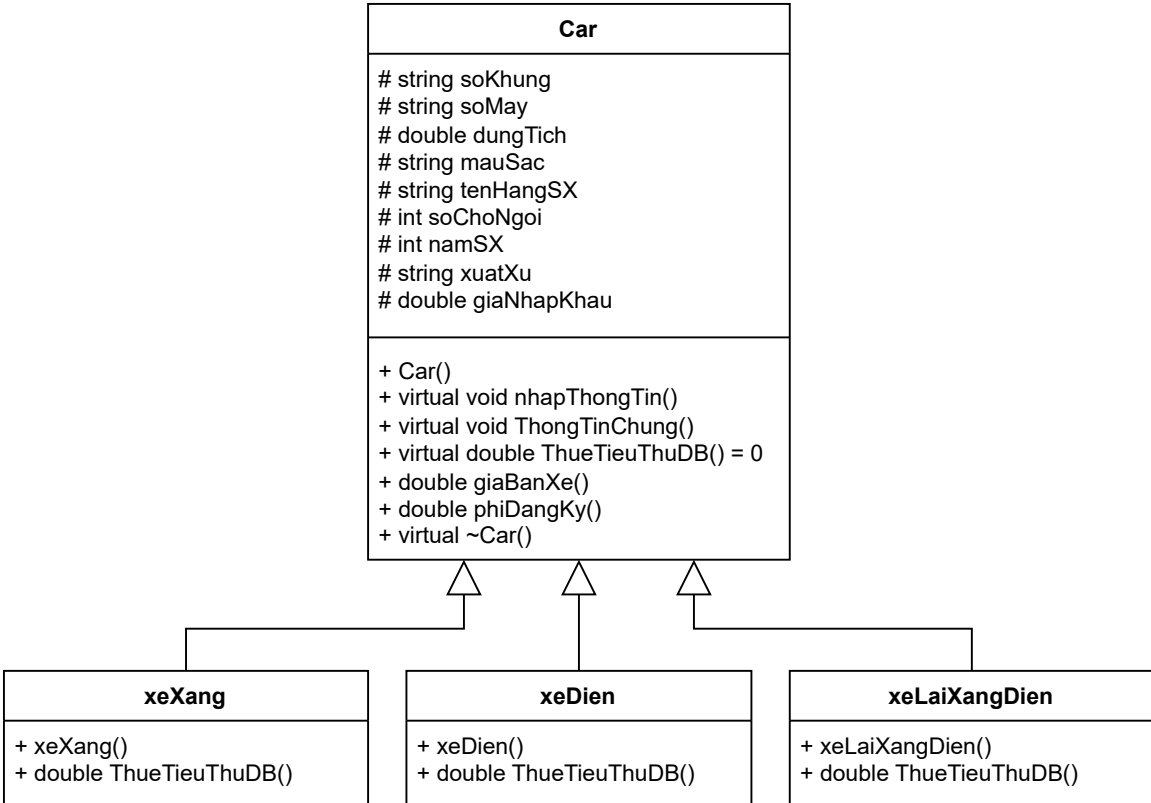 Car
# string soKhung
# string soMay
# double dungTich
# string mauSac
# string tenHangSX
# int soChoNgoi
# int namSX
# string xuatXu
# double giaNhapKhau
+ Car()
+ virtual void nhapThongTin()
+ virtual void ThongTinChung()
+ virtual double ThueTieuThuDB() = 0
+ double giaBanXe()
+ double phiDangKy()
+ virtual ~Car()
xeXang
+ xeXang()
+ double ThueTieuThuDB()
xeDien
+ xeDien()
+ double ThueTieuThuDB()
xeLaiXangDien
+ xeLaiXangDien()
+ double ThueTieuThuDB()